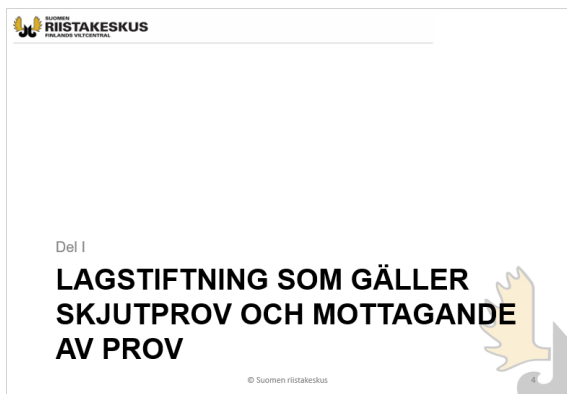 SUOMEN
RIISTAKESKUS
FINLANDS VILTCENTRAL
Del I
LAGSTIFTNING SOM GÄLLER
SKJUTPROV OCH MOTTAGANDE
AV PROV
© Suomen riistakeskus
4